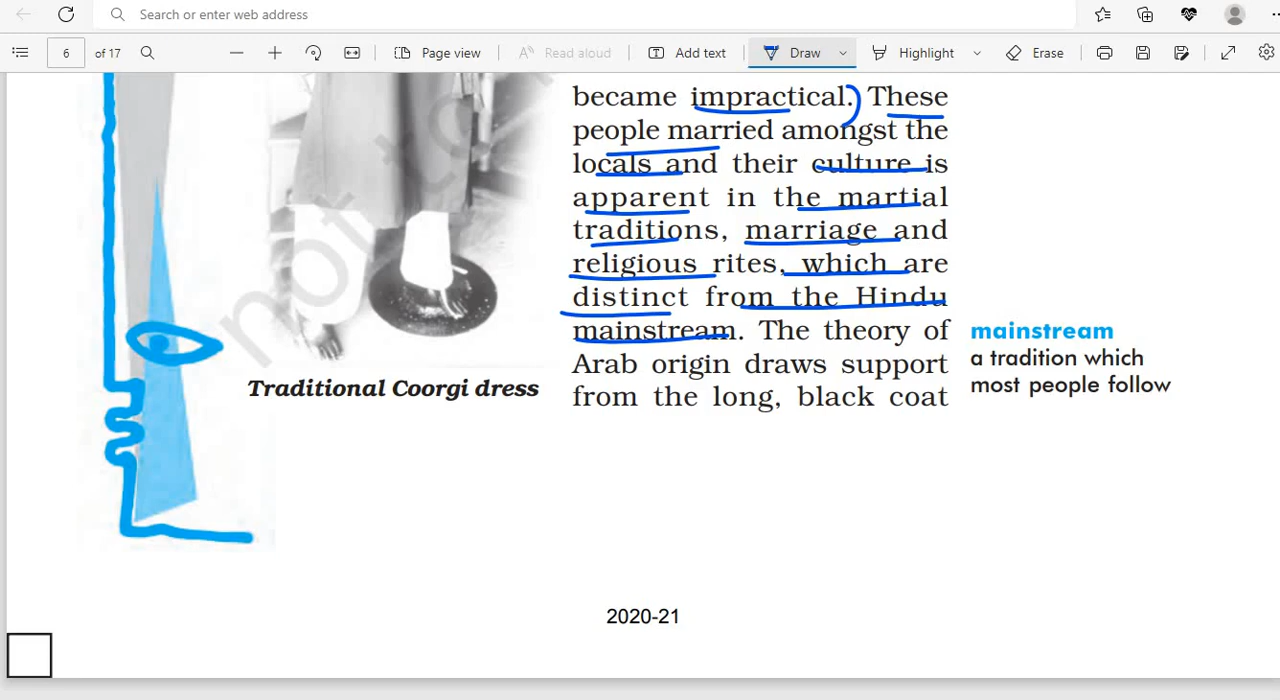 Search or enter web address
6 of 17
Page view
Read aloud
Add text
Draw
Highlight
Erase
became impractical. These
people married amongst the
locals and their culture is
apparent in the martial
traditions, marriage and
religious rites, which are
distinct from the Hindu
mainstream. The theory of
Arab origin draws support
from the long, black coat
mainstream
a tradition which
most people follow
Traditional Coorgi dress
not to
2020-21